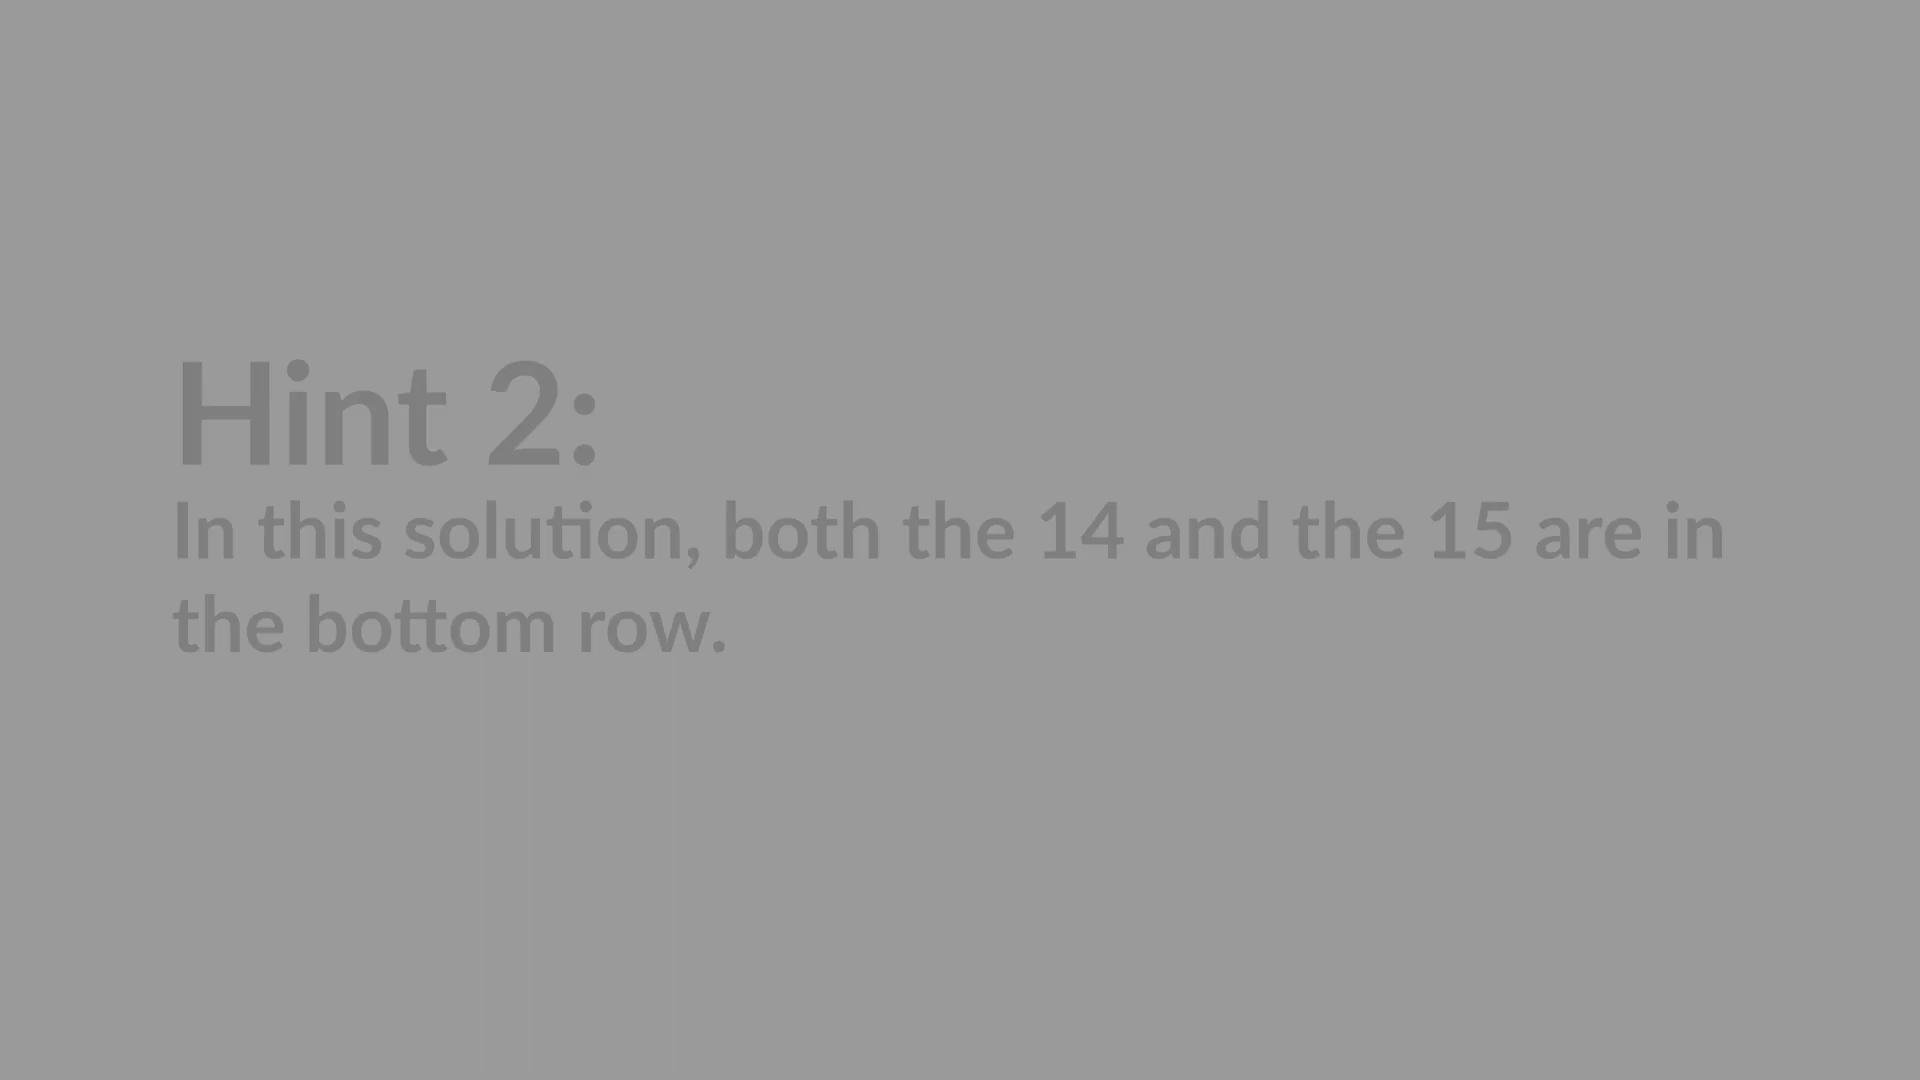 Hint 2:
In this solution, both the 14 and the 15 are in
the bottom row.